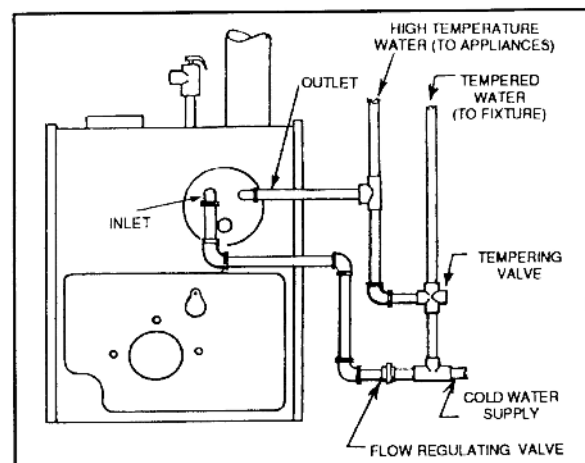 HIGH TEMPERATURE
WATER (TO APPLIANCES)
OUTLET
TEMPERED
WATER
(TO FIXTURE)
INLET
TEMPERING
VALVE
COLD WATER
SUPPLY
FLOW REGULATING VALVE